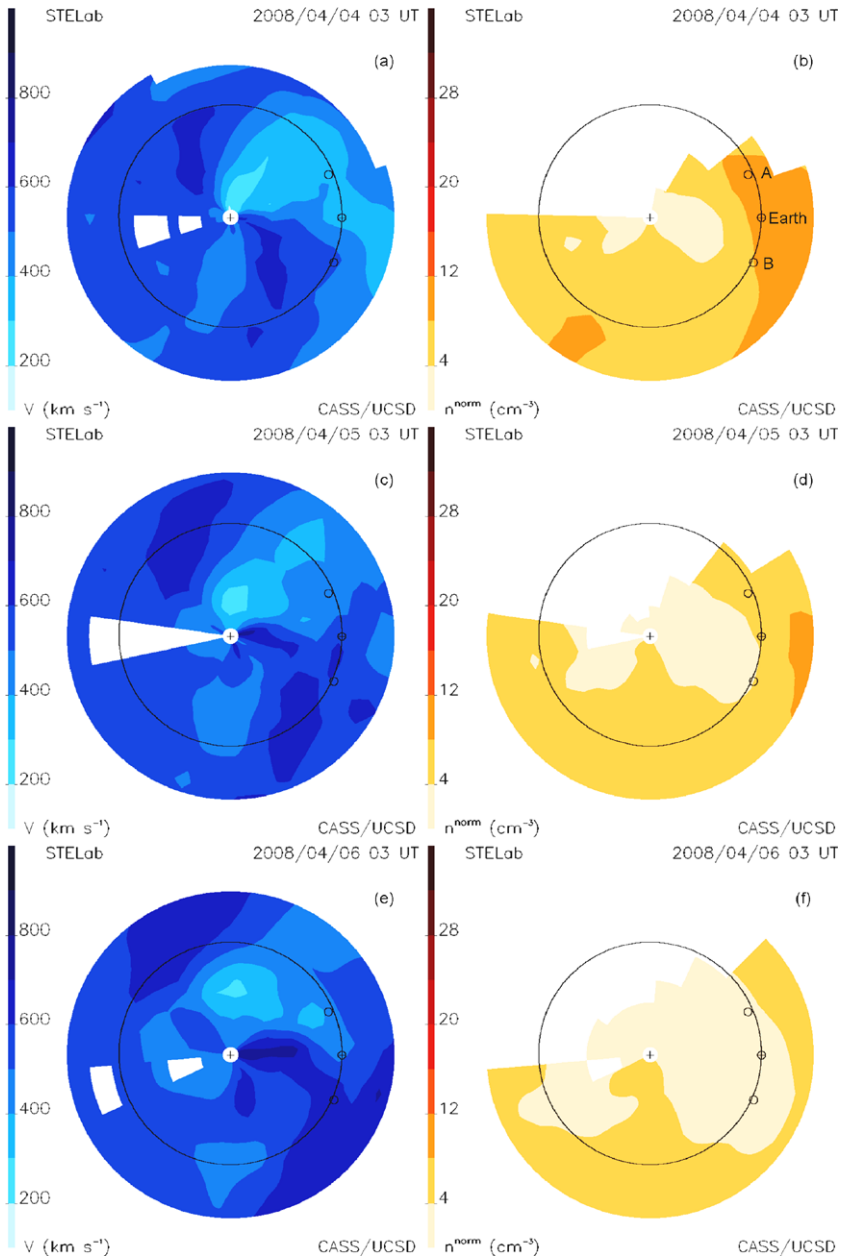 STELab 2008/04/04 03 UT
(a)
800
600
400
200
V (km s⁻¹) CASS/UCSD
STELab 2008/04/04 03 UT
(b)
28
20
12
4
A
Earth
B
nⁿᵒʳᵐ (cm⁻³) CASS/UCSD
STELab 2008/04/05 03 UT
(c)
800
600
400
200
V (km s⁻¹) CASS/UCSD
STELab 2008/04/05 03 UT
(d)
28
20
12
4
nⁿᵒʳᵐ (cm⁻³) CASS/UCSD
STELab 2008/04/06 03 UT
(e)
800
600
400
200
V (km s⁻¹) CASS/UCSD
STELab 2008/04/06 03 UT
(f)
28
20
12
4
nⁿᵒʳᵐ (cm⁻³) CASS/UCSD